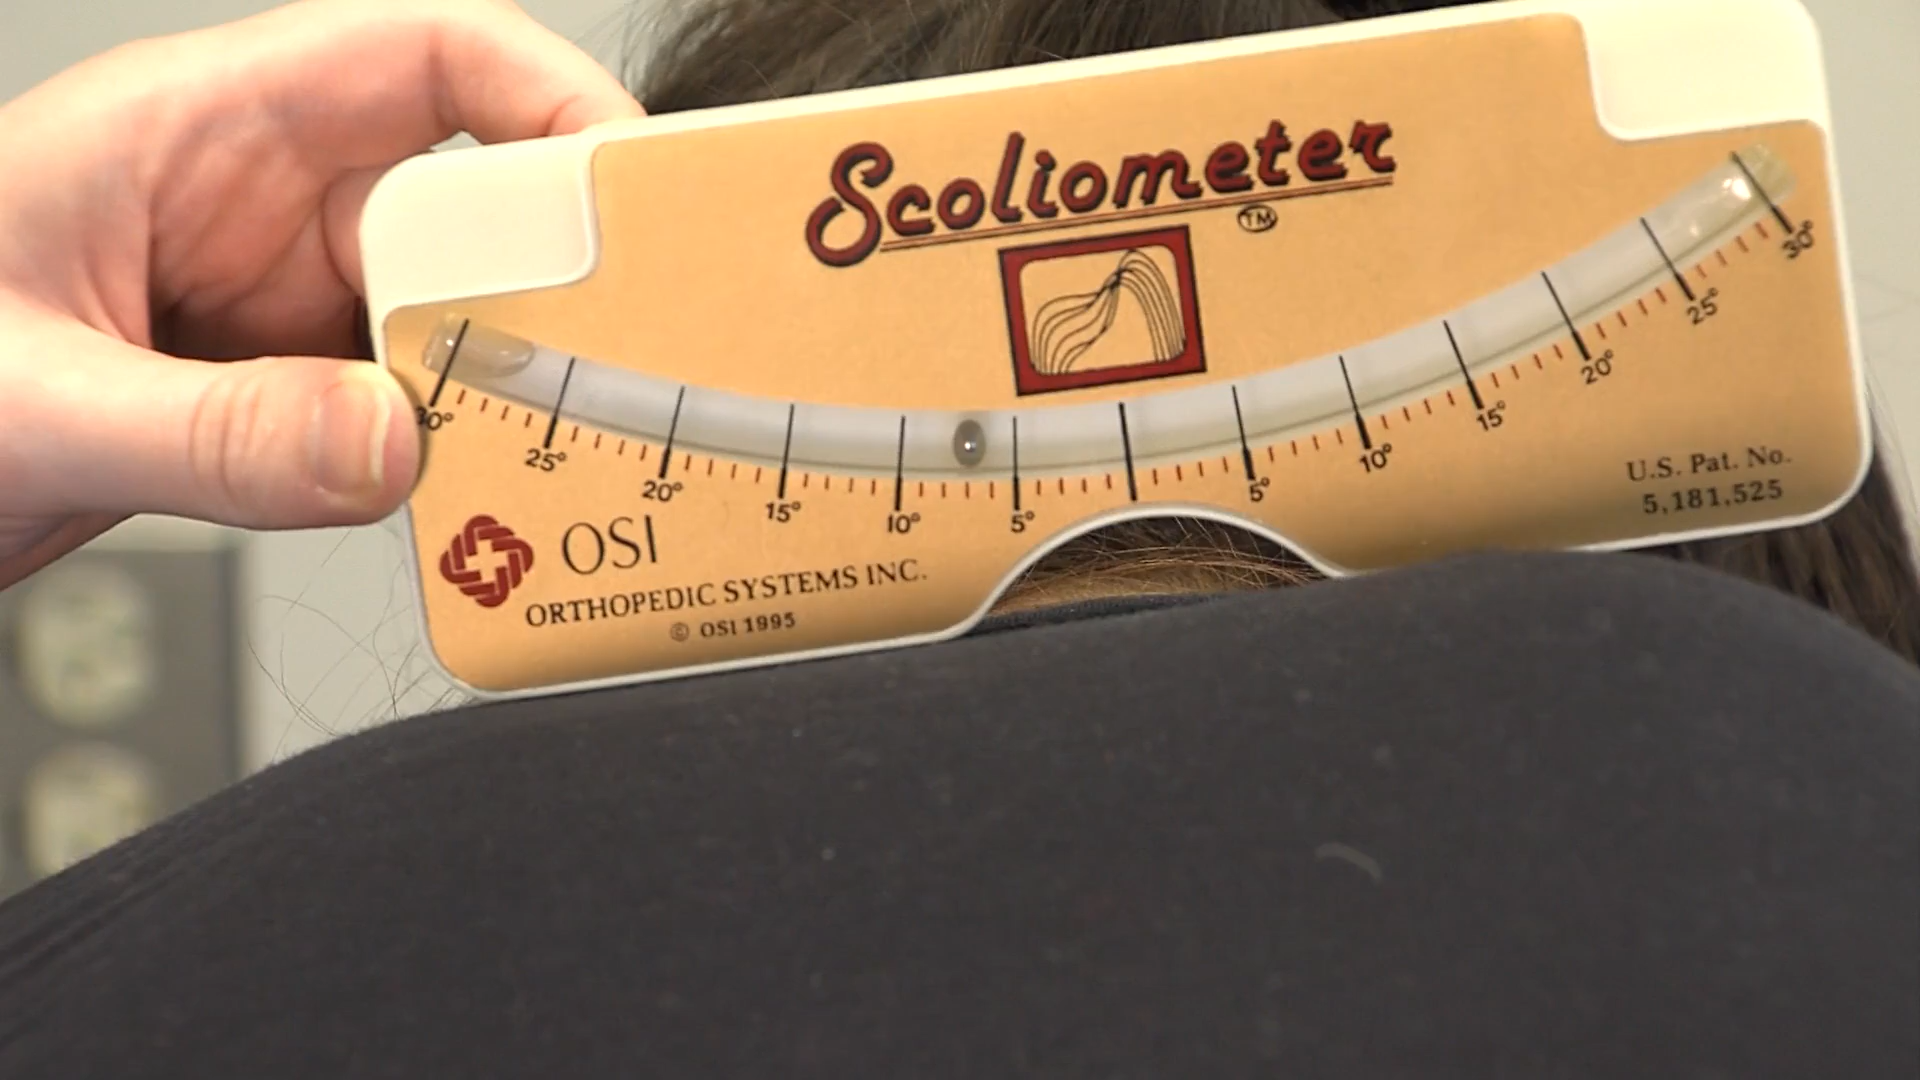 Scoliometer
TM
30° 25° 20° 15° 10° 5° 5° 10° 15° 20° 25° 30°
OSI
ORTHOPEDIC SYSTEMS INC.
© OSI 1995
U.S. Pat. No.
5,181,525